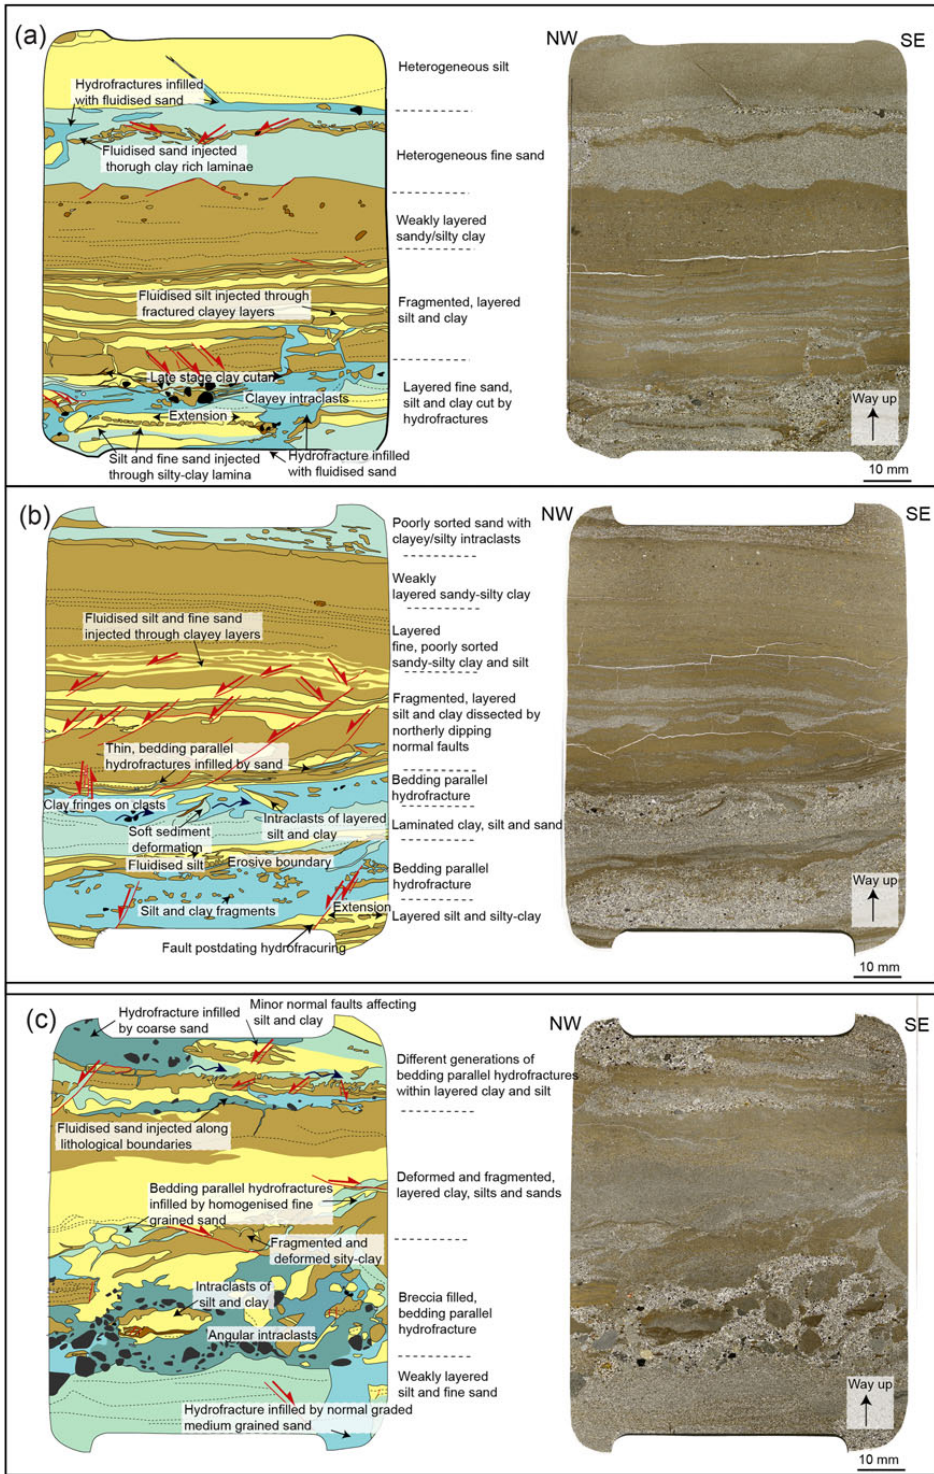 (a)
NW
SE
Hydrofractures infilled
with fluidised sand
Heterogeneous silt
Fluidised sand injected
thorugh clay rich laminae
Heterogeneous fine sand
Weakly layered
sandy/silty clay
Fluidised silt injected through
fractured clayey layers
Fragmented, layered
silt and clay
Late stage clay cutan
Clayey intraclasts
Layered fine sand,
silt and clay cut by
hydrofractures
Extension
Silt and fine sand injected
through silty-clay lamina
Hydrofracture infilled
with fluidised sand
Way up
10 mm
(b)
NW
SE
Poorly sorted sand with
clayey/silty intraclasts
Weakly
layered sandy-silty clay
Fluidised silt and fine sand
injected through clayey layers
Layered
fine, poorly sorted
sandy-silty clay and silt
Fragmented, layered
silt and clay dissected by
northerly dipping
normal faults
Thin, bedding parallel
hydrofractures infilled by sand
Bedding parallel
hydrofracture
Clay fringes on clasts
Soft sediment
deformation
Intraclasts of layered
silt and clay
Laminated clay, silt and sand
Fluidised silt
Erosive boundary
Bedding parallel
hydrofracture
Silt and clay fragments
Extension
Layered silt and silty-clay
Fault postdating hydrofracuring
Way up
10 mm
(c)
NW
SE
Hydrofracture infilled
by coarse sand
Minor normal faults affecting
silt and clay
Different generations of
bedding parallel hydrofractures
within layered clay and silt
Fluidised sand injected along
lithological boundaries
Bedding parallel hydrofractures
infilled by homogenised fine
grained sand
Deformed and fragmented,
layered clay, silts and sands
Fragmented and
deformed sity-clay
Intraclasts of
silt and clay
Angular intraclasts
Breccia filled,
bedding parallel
hydrofracture
Weakly layered
silt and fine sand
Hydrofracture infilled by normal graded
medium grained sand
Way up
10 mm